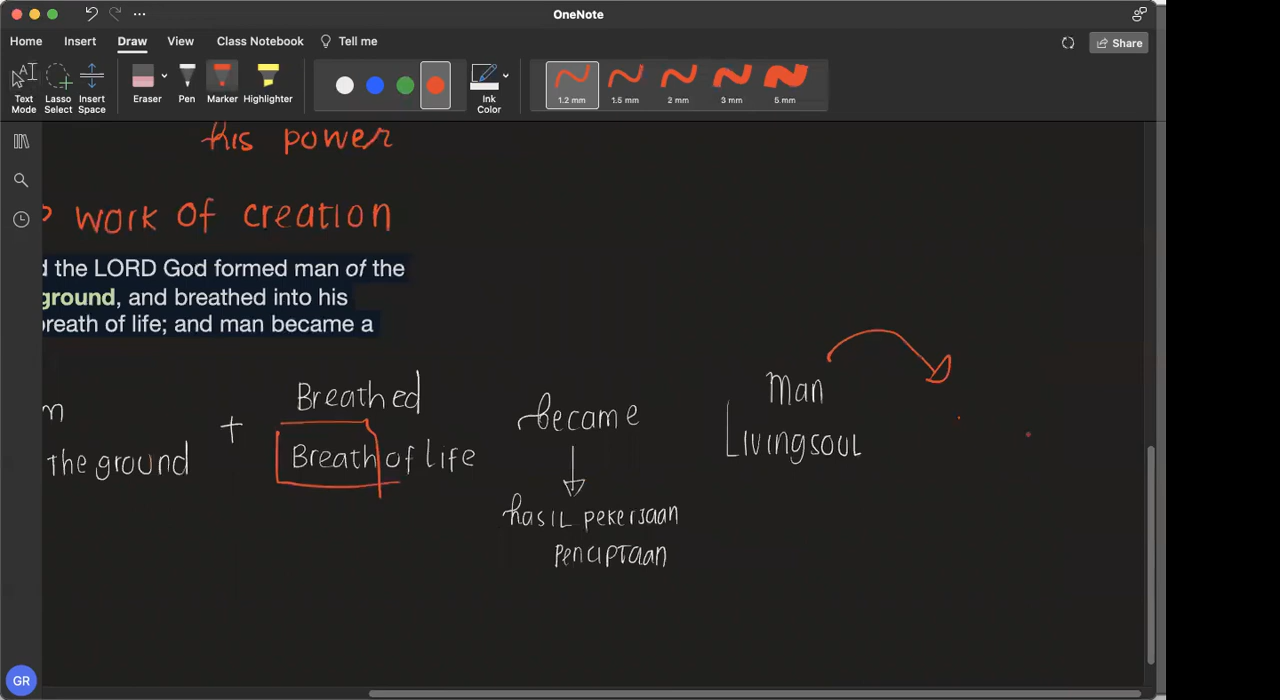 OneNote
Home Insert Draw View Class Notebook Tell me
Share
Text Mode
Lasso Select
Insert Space
Eraser
Pen
Marker
Highlighter
Ink Color
1.2 mm 1.5 mm 2 mm 3 mm 5 mm
his power
work of creation
d the LORD God formed man of the
ground, and breathed into his
breath of life; and man became a
Breathed
Breath of life
the ground
+
became
hasil pekerjaan
penciptaan
Man
Living soul
GR